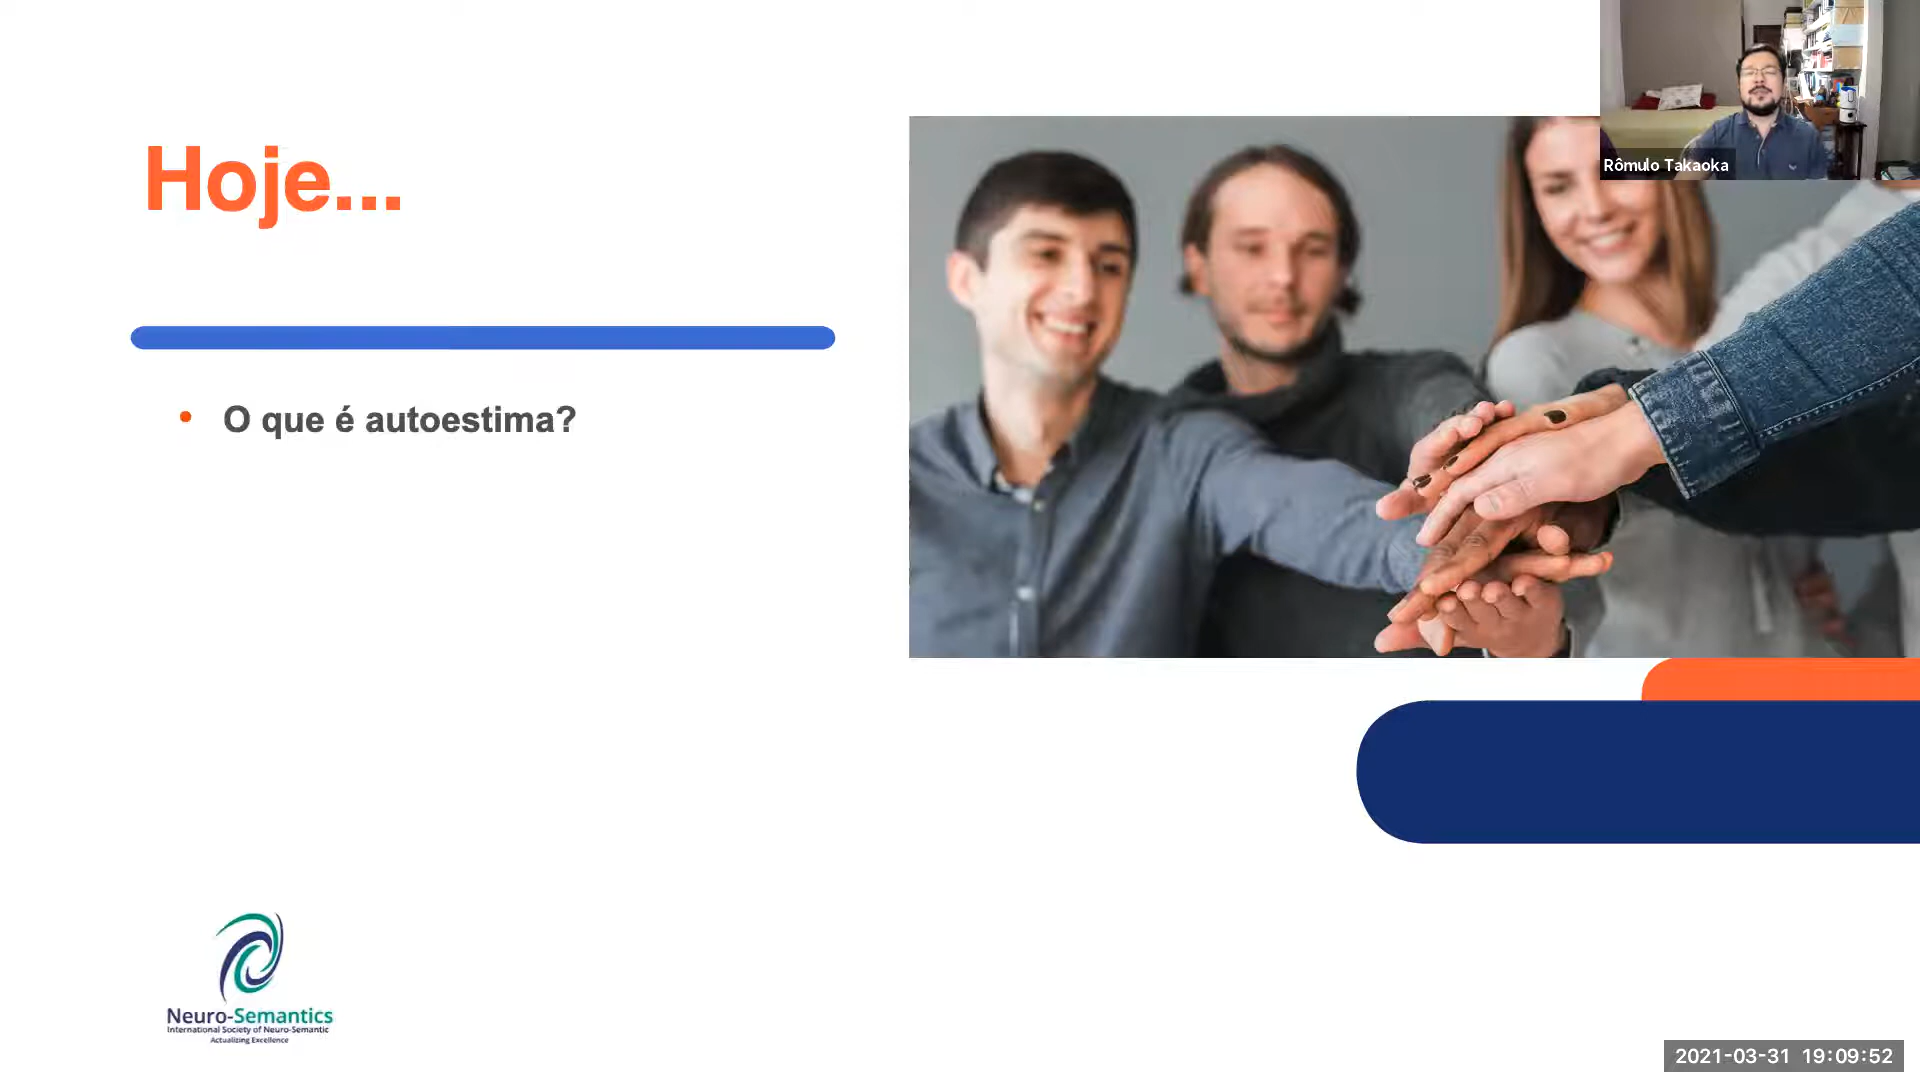 Hoje...
Rômulo Takaoka
O que é autoestima?
Neuro-Semantics
International Society of Neuro-Semantic
Actualizing Excellence
2021-03-31 19:09:52